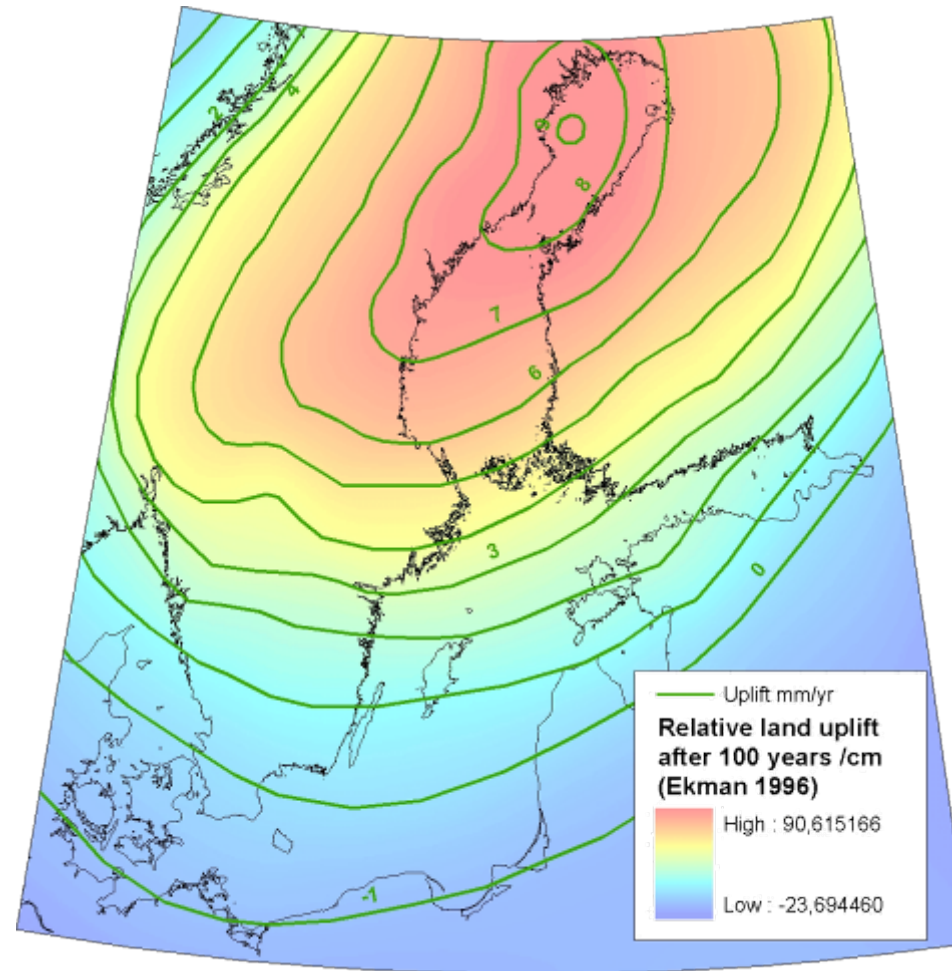 2
4
9
8
7
6
3
0
-1
Uplift mm/yr
Relative land uplift
after 100 years /cm
(Ekman 1996)
High : 90,615166
Low : -23,694460